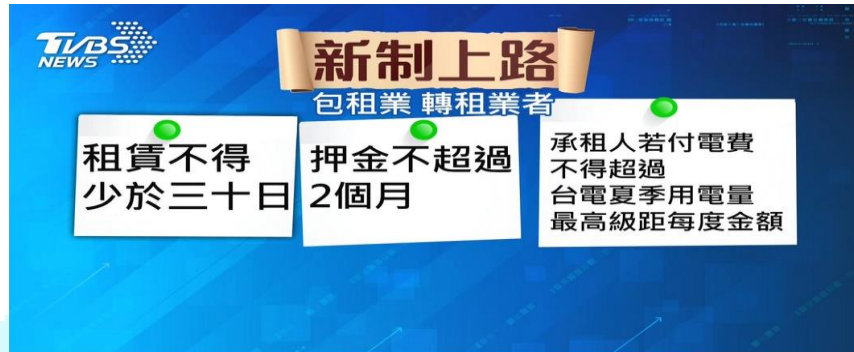 TVBS
NEWS
新制上路
包租業 轉租業者
租賃不得
少於三十日
押金不超過
2個月
承租人若付電費
不得超過
台電夏季用電量
最高級距每度金額